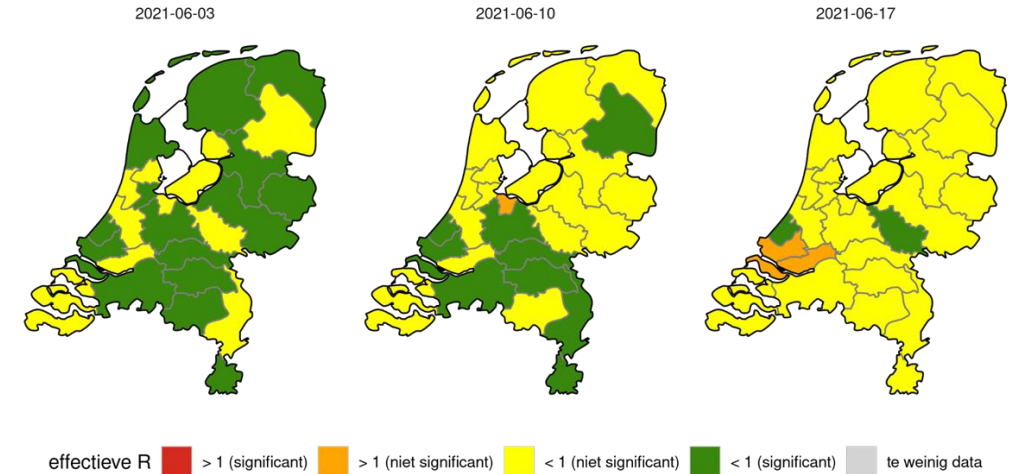 2021-06-03
2021-06-10
2021-06-17
effectieve R > 1 (significant) > 1 (niet significant) < 1 (niet significant) < 1 (significant) te weinig data